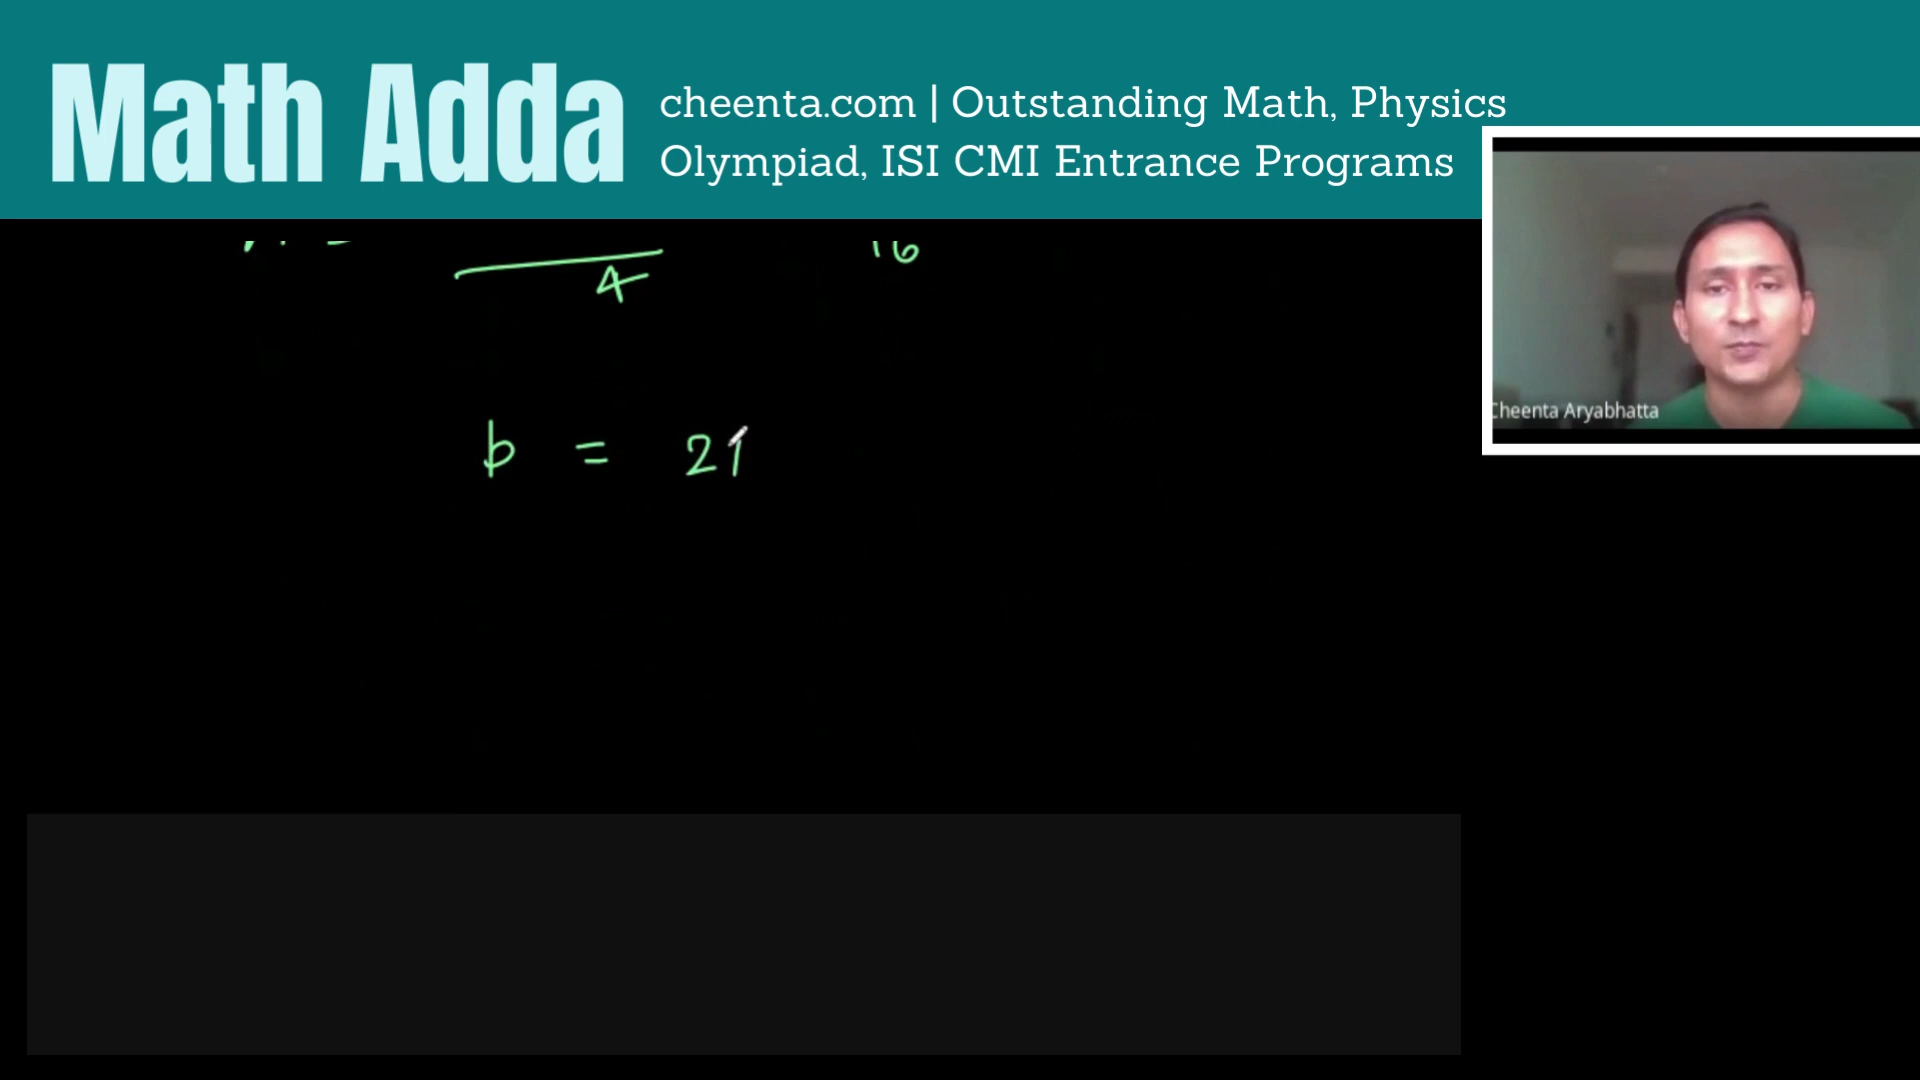 Math Adda
cheenta.com | Outstanding Math, Physics
Olympiad, ISI CMI Entrance Programs
16
4
Cheenta Aryabhatta
b = 21